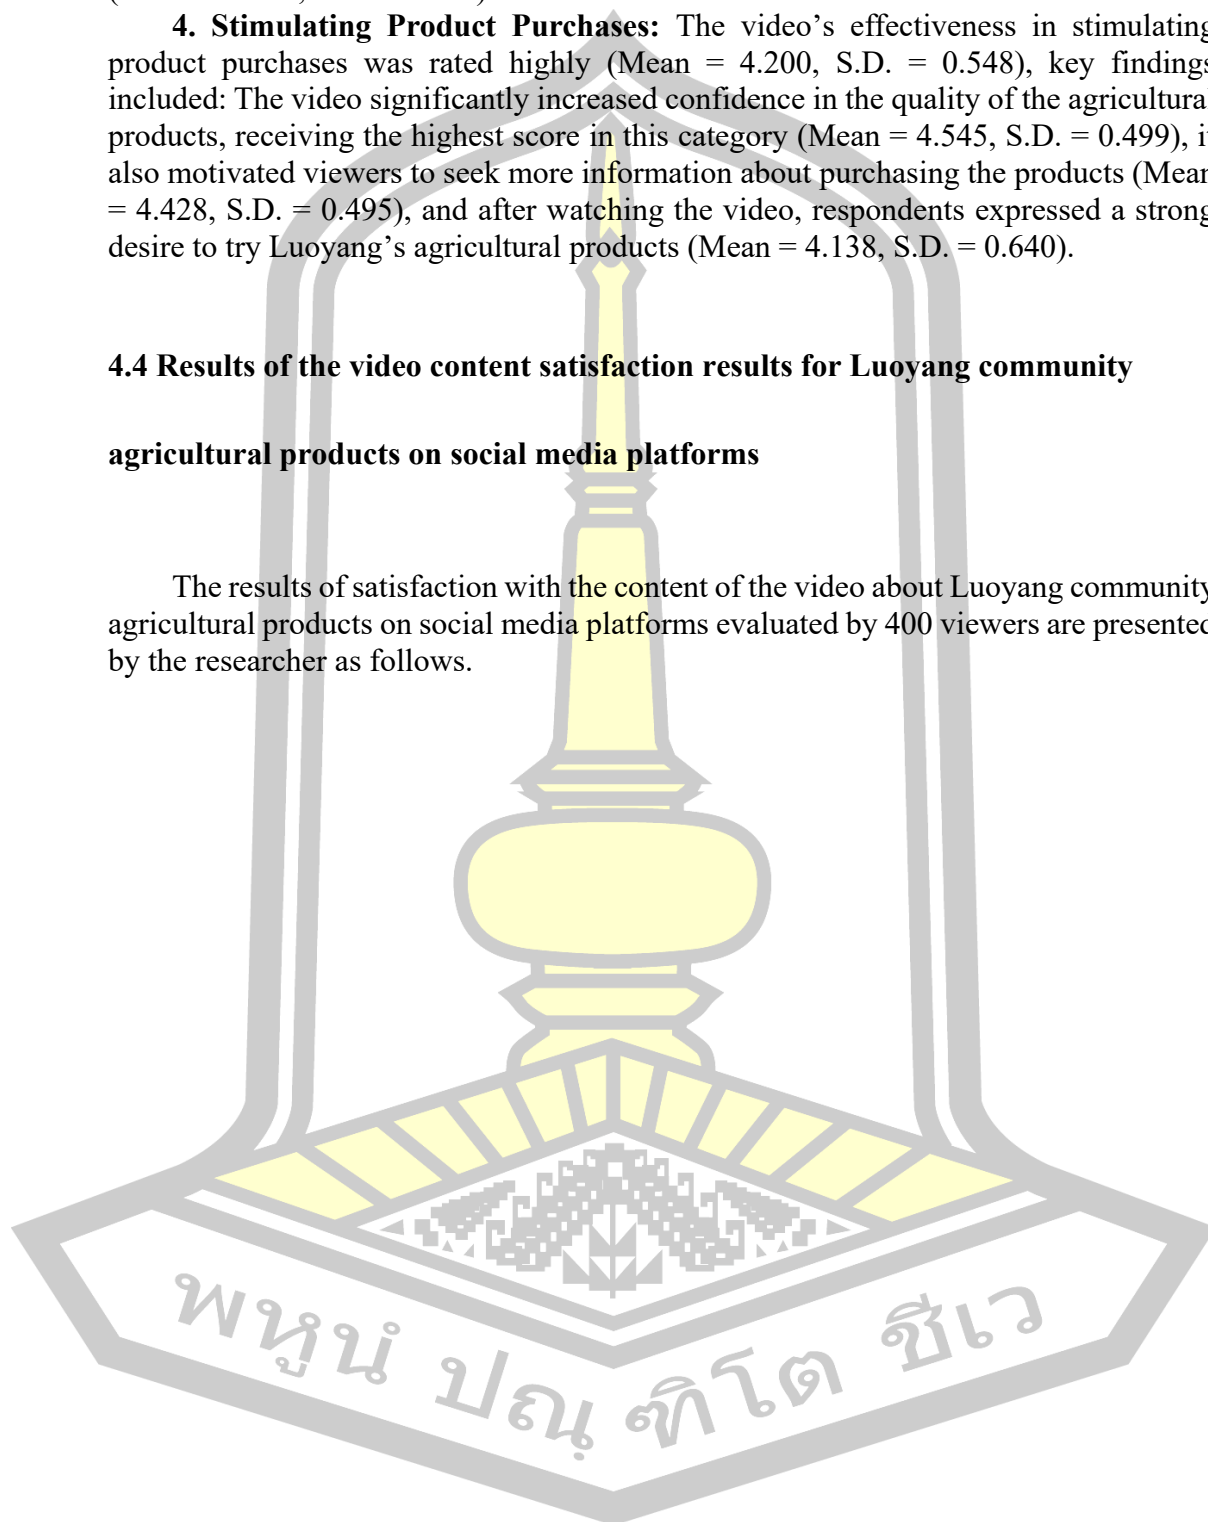 4. Stimulating Product Purchases: The video’s effectiveness in stimulating
product purchases was rated highly (Mean = 4.200, S.D. = 0.548), key findings
included: The video significantly increased confidence in the quality of the agricultural
products, receiving the highest score in this category (Mean = 4.545, S.D. = 0.499), it
also motivated viewers to seek more information about purchasing the products (Mean
= 4.428, S.D. = 0.495), and after watching the video, respondents expressed a strong
desire to try Luoyang’s agricultural products (Mean = 4.138, S.D. = 0.640).
4.4 Results of the video content satisfaction results for Luoyang community
agricultural products on social media platforms
The results of satisfaction with the content of the video about Luoyang community
agricultural products on social media platforms evaluated by 400 viewers are presented
by the researcher as follows.
พหูนํ ปณฺฑิโต ชีเว